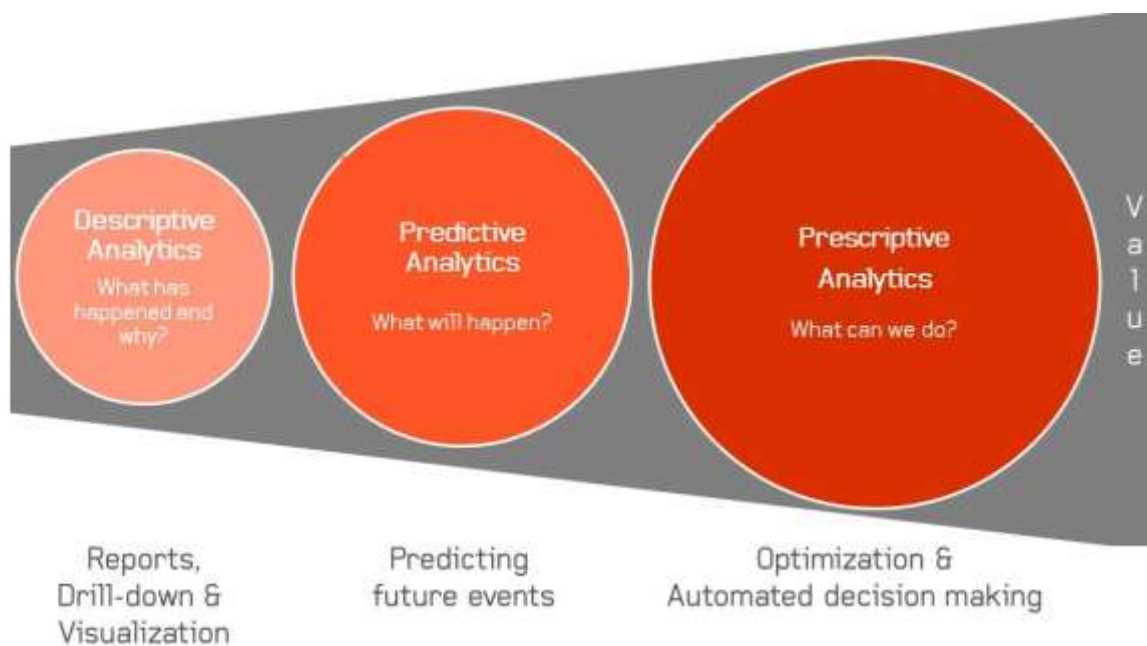 Descriptive
Analytics
What has
happened and
why?
Predictive
Analytics
What will happen?
Prescriptive
Analytics
What can we do?
Value
Reports,
Drill-down &
Visualization
Predicting
future events
Optimization &
Automated decision making